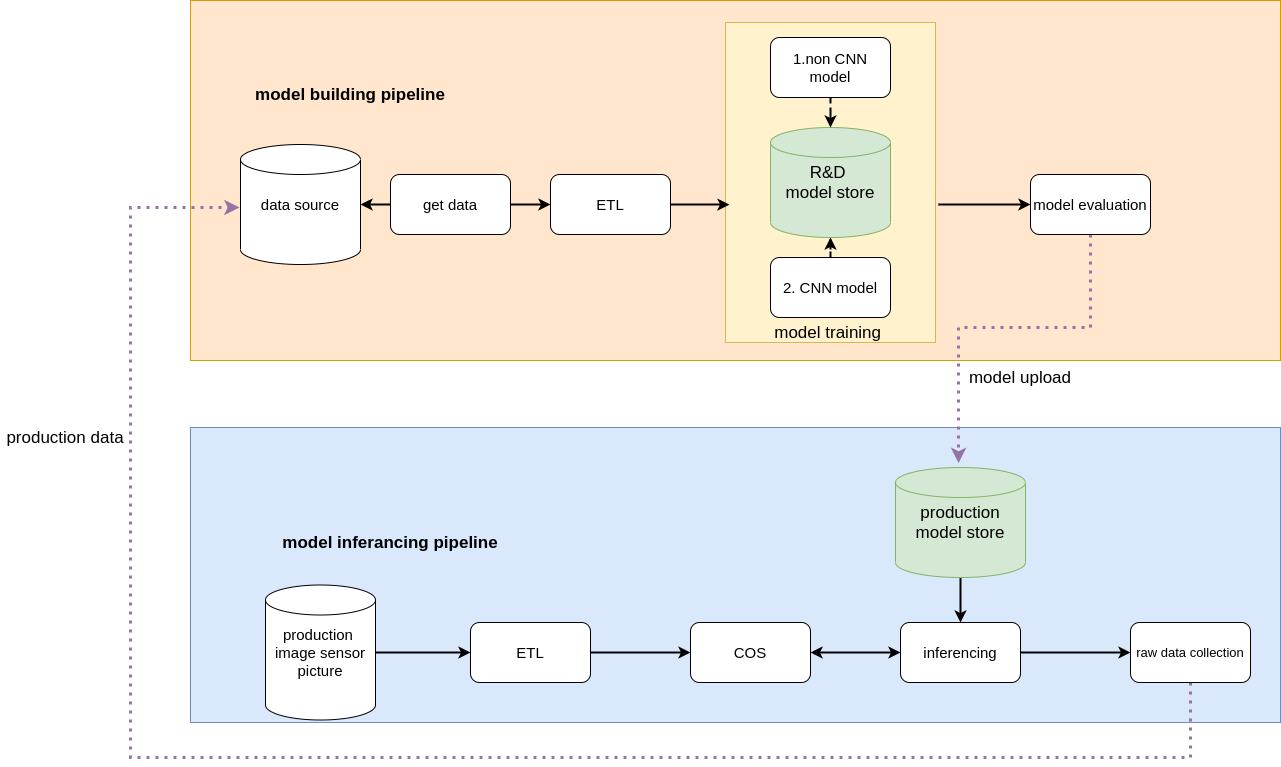 1.non CNN
model
model building pipeline
R&D
model store
data source
get data
ETL
model evaluation
2. CNN model
model training
model upload
production data
production
model store
model inferancing pipeline
production
image sensor
picture
ETL
COS
inferencing
raw data collection